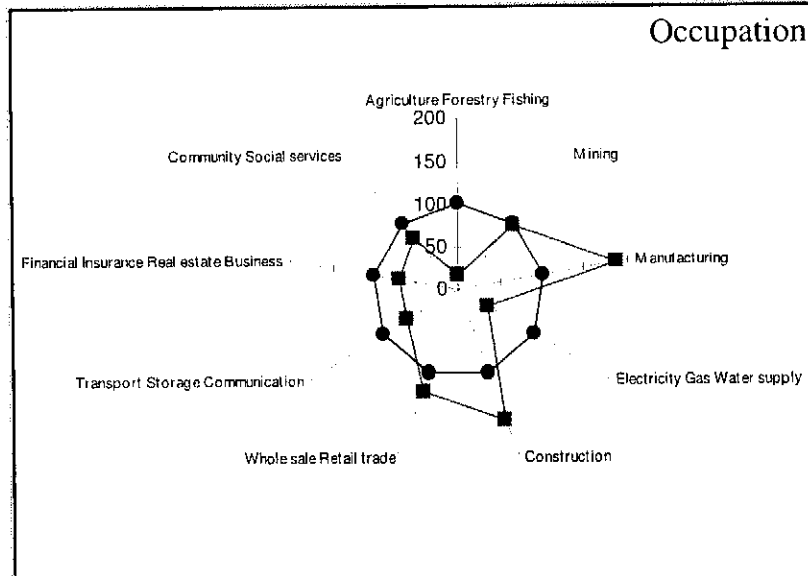 Occupation
Agriculture Forestry Fishing
200
Community Social services
150
Mining
100
Financial Insurance Real estate Business
50
Manufacturing
0
Transport Storage Communication
Electricity Gas Water supply
Whole sale Retail trade
Construction